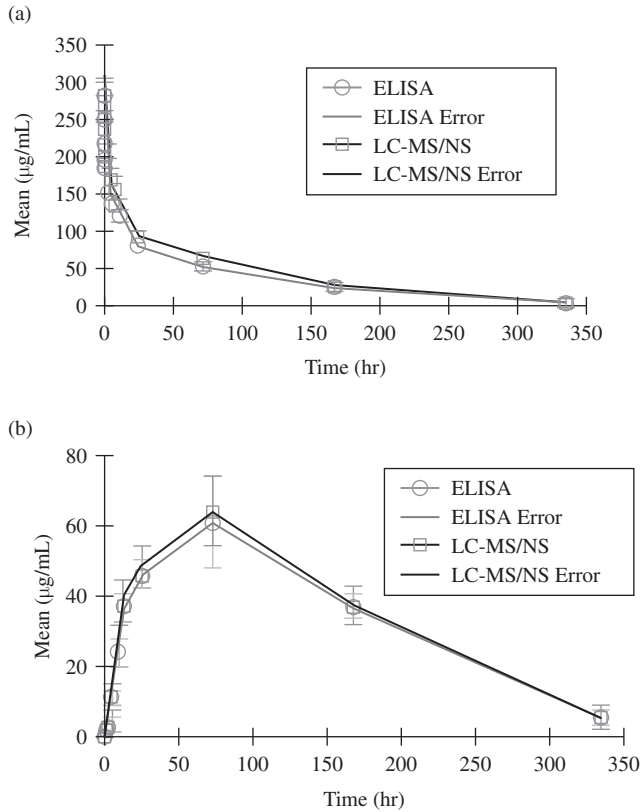 (a)
350
300
250
200
150
100
50
0
Mean (µg/mL)
ELISA
ELISA Error
LC-MS/NS
LC-MS/NS Error
0 50 100 150 200 250 300 350
Time (hr)
(b)
80
60
40
20
0
Mean (µg/mL)
ELISA
ELISA Error
LC-MS/NS
LC-MS/NS Error
0 50 100 150 200 250 300 350
Time (hr)